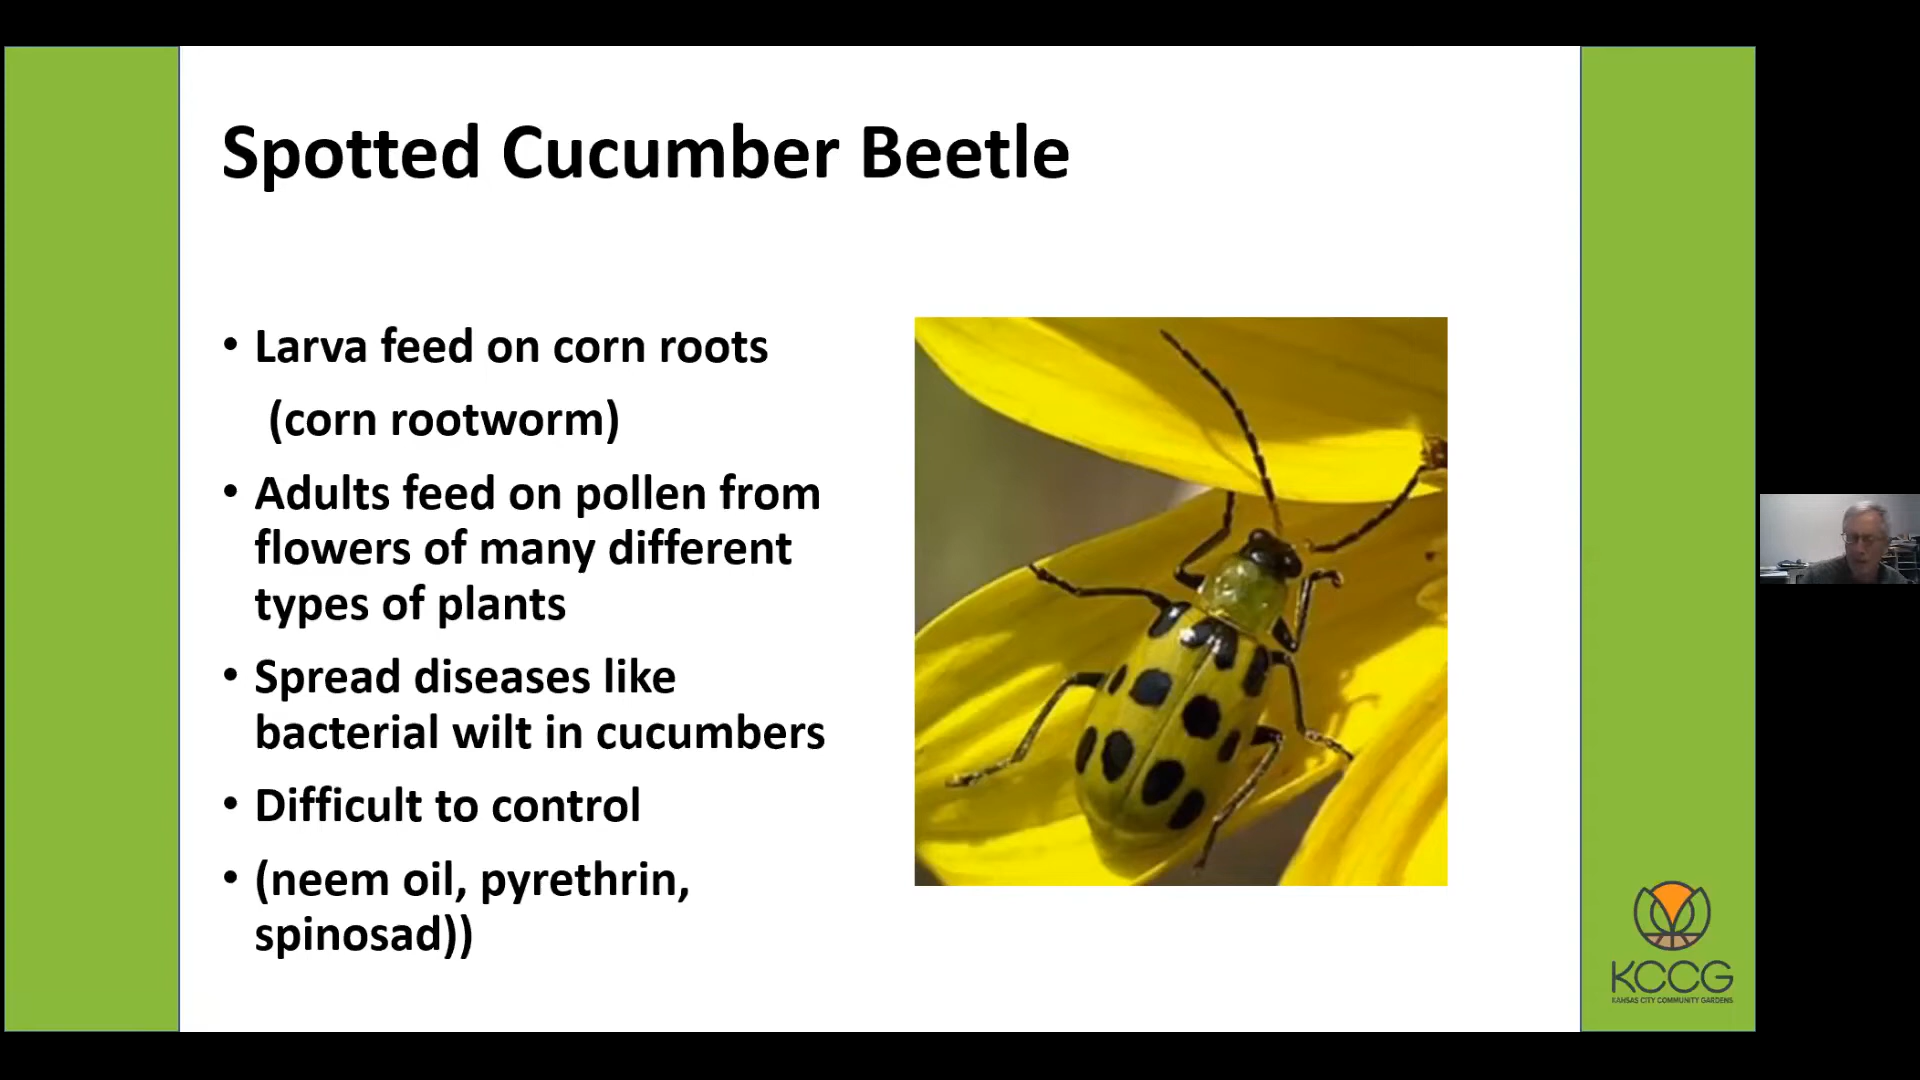 Spotted Cucumber Beetle
• Larva feed on corn roots
(corn rootworm)
• Adults feed on pollen from
flowers of many different
types of plants
• Spread diseases like
bacterial wilt in cucumbers
• Difficult to control
• (neem oil, pyrethrin,
spinosad))
KCCG
KANSAS CITY COMMUNITY GARDENS